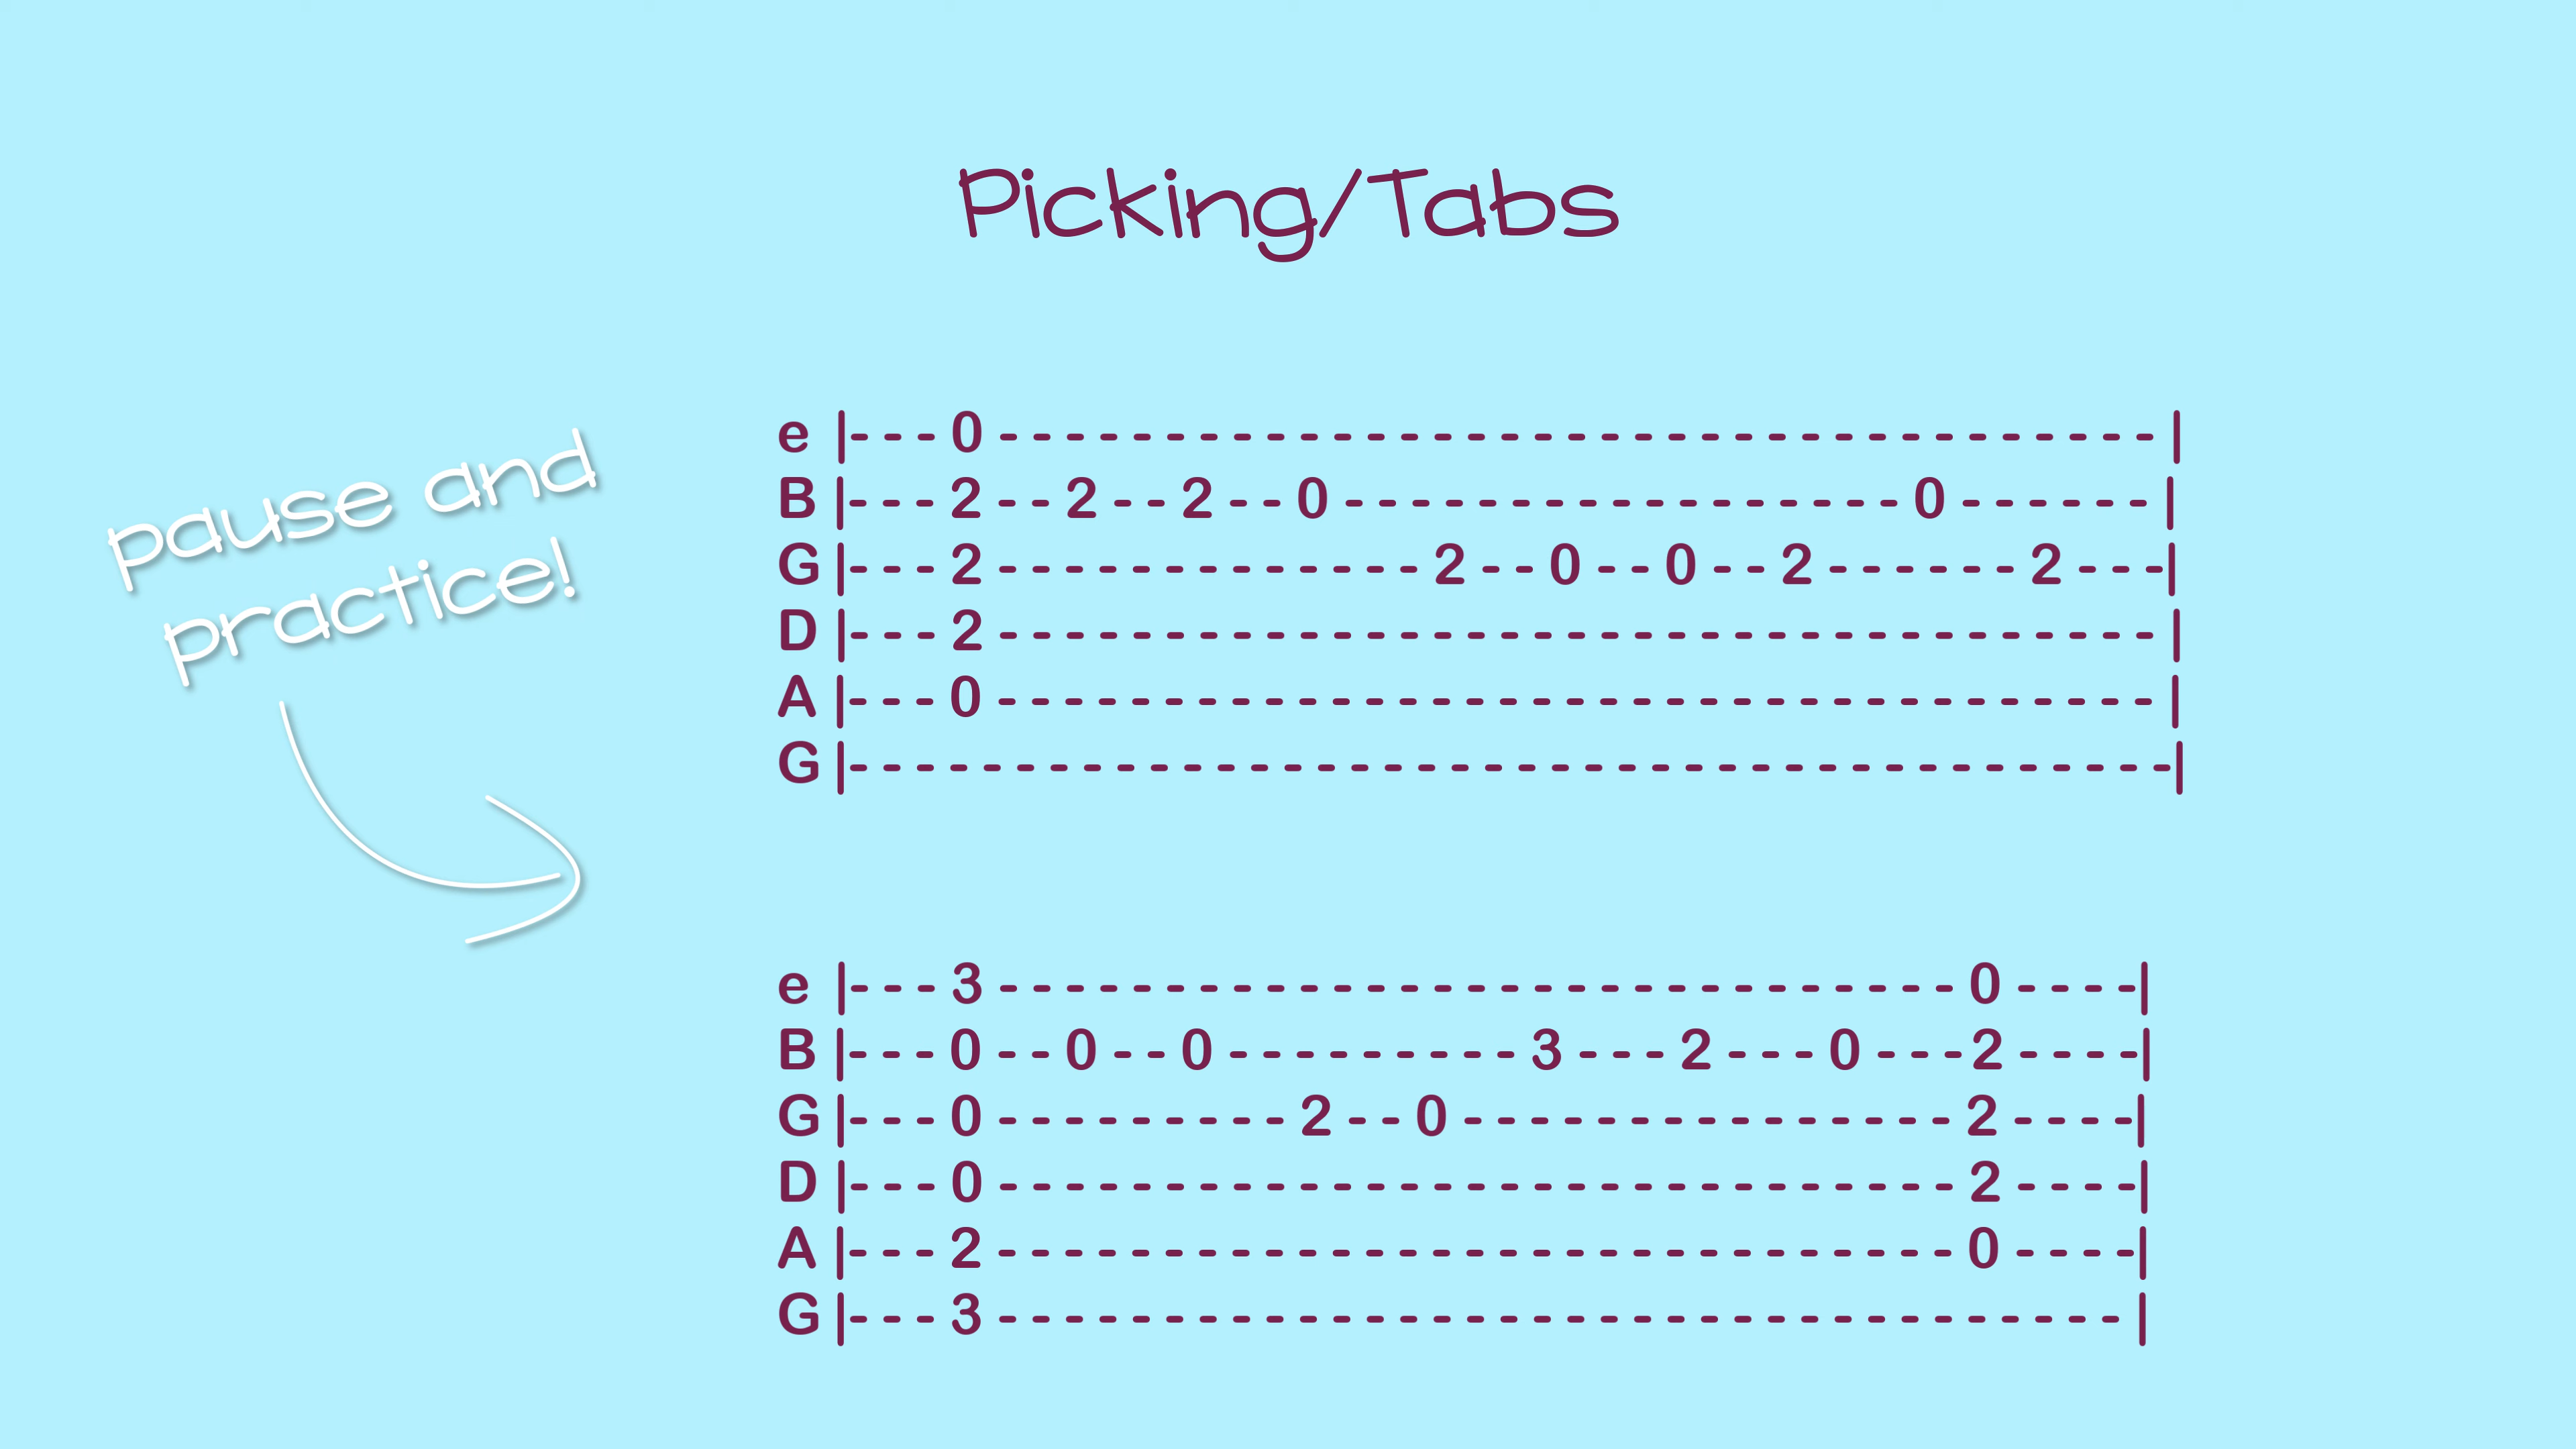 Picking/Tabs
pause and
practice!
e |---0-----------------------------------|
B |---2--2--2--0-----------------0------|
G |---2-------------2--0--0--2------2---|
D |---2-----------------------------------|
A |---0-----------------------------------|
G |----------------------------------------|
e |---3-----------------------------0----|
B |---0--0--0---------3---2---0---2----|
G |---0---------2--0---------------2----|
D |---0-----------------------------2----|
A |---2-----------------------------0----|
G |---3----------------------------------|